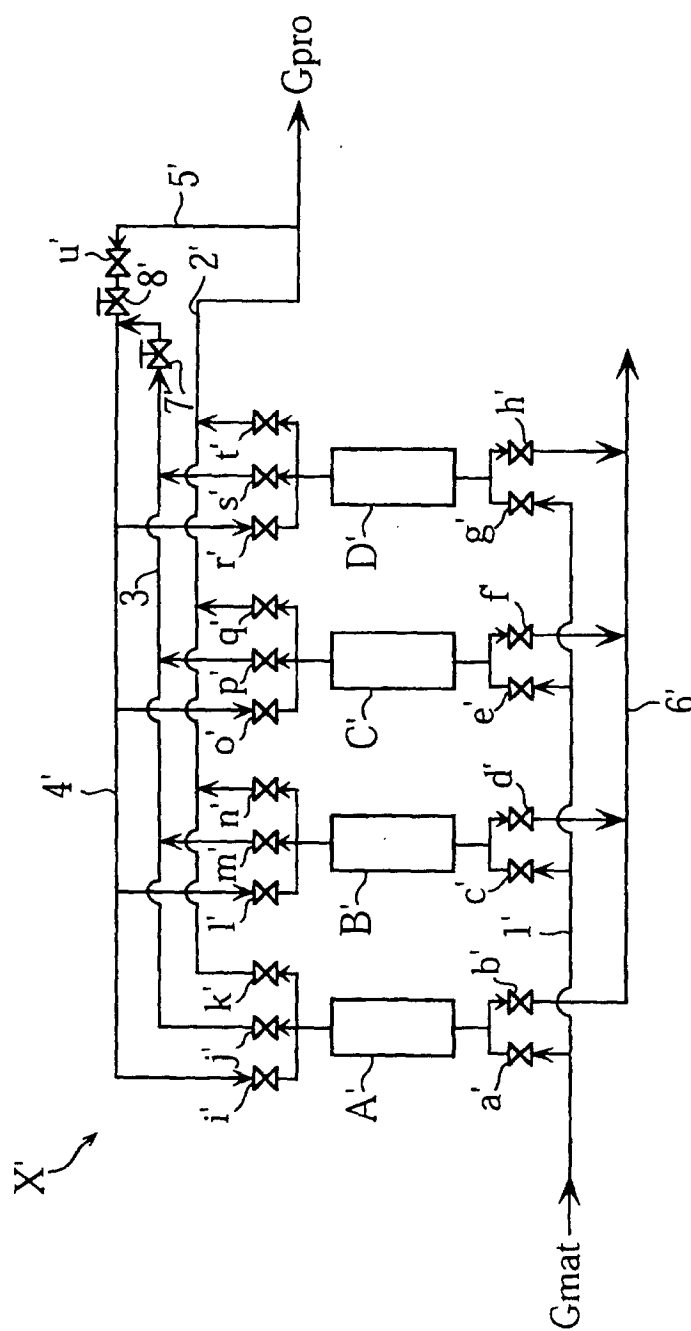 X'
4'
3
2'
5'
u'
8'
7'
Gpro
i'
j'
k'
l'
m'
n'
o'
p'
q'
r'
s'
t'
A'
B'
C'
D'
a'
b'
c'
d'
e'
f'
g'
h'
1'
6'
Gmat